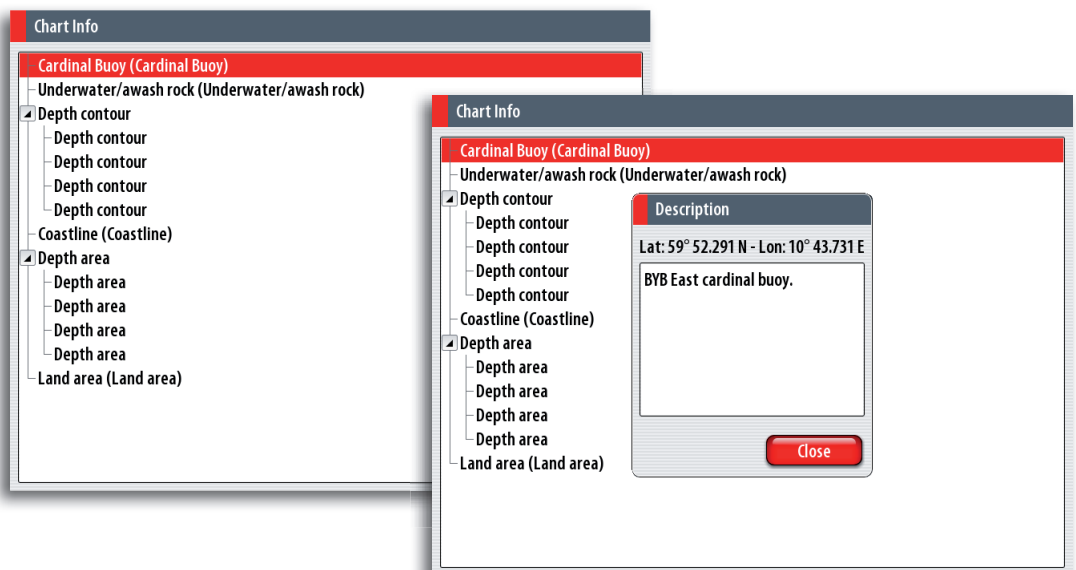 Chart Info
Cardinal Buoy (Cardinal Buoy)
Underwater/awash rock (Underwater/awash rock)
Depth contour
Depth contour
Depth contour
Depth contour
Depth contour
Coastline (Coastline)
Depth area
Depth area
Depth area
Depth area
Depth area
Land area (Land area)
Chart Info
Cardinal Buoy (Cardinal Buoy)
Underwater/awash rock (Underwater/awash rock)
Depth contour
Depth contour
Depth contour
Depth contour
Depth contour
Coastline (Coastline)
Depth area
Depth area
Depth area
Depth area
Depth area
Land area (Land area)
Description
Lat: 59° 52.291 N - Lon: 10° 43.731 E
BYB East cardinal buoy.
Close